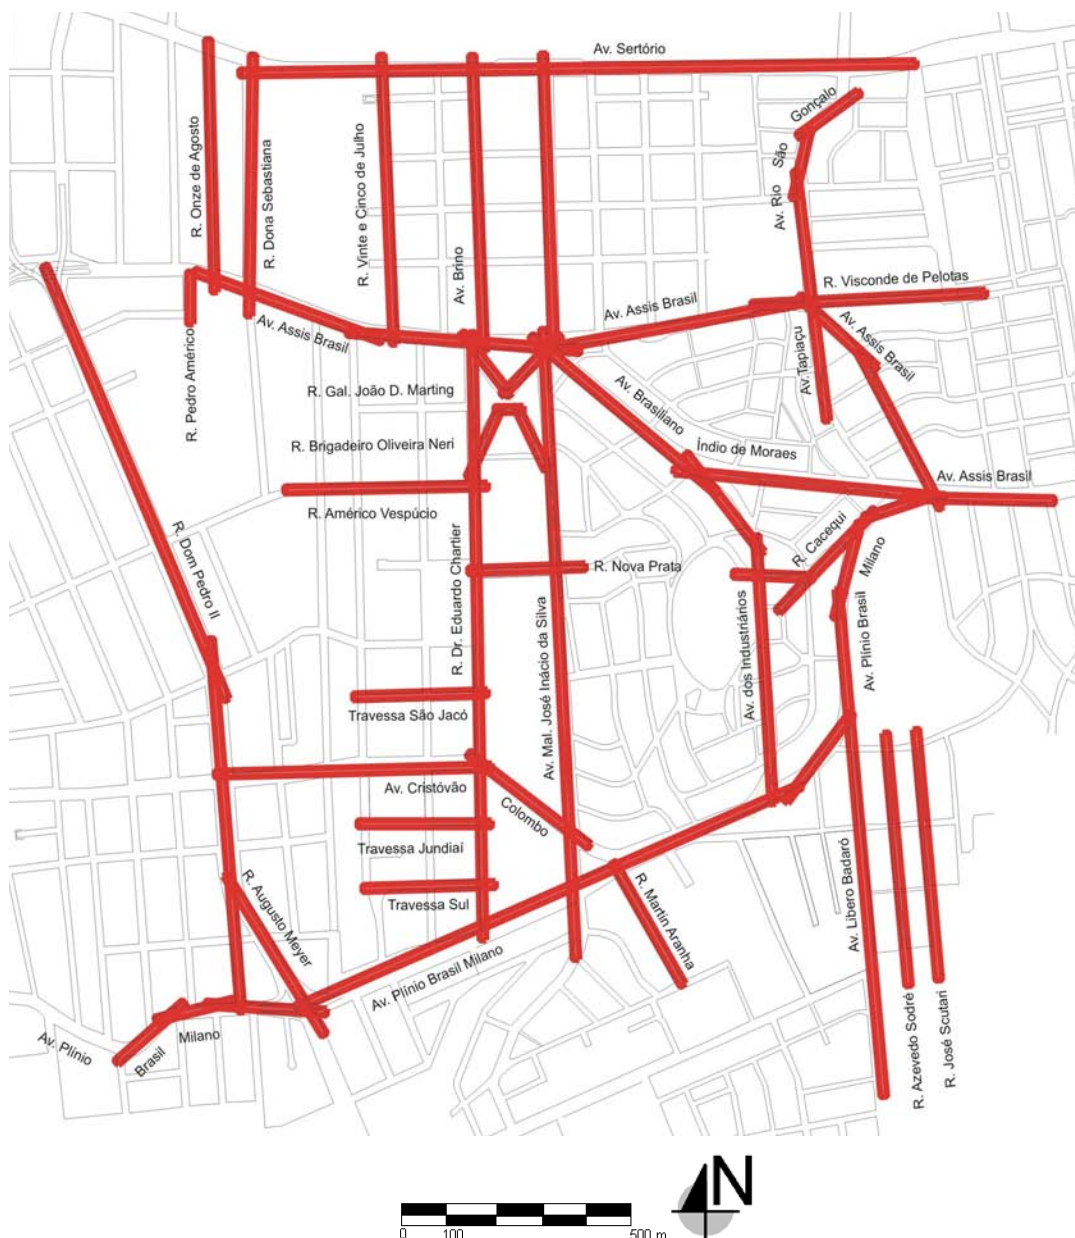 Av. Sertório
Gonçalo
São
Av. Rio
R. Onze de Agosto
R. Dona Sebastiana
R. Vinte e Cinco de Julho
Av. Brino
R. Visconde de Pelotas
Av. Assis Brasil
Av. Assis Brasil
Av. Assis Brasil
Av.Tapiaçu
R. Pedro Américo
R. Gal. João D. Marting
Av. Brasiliano
R. Brigadeiro Oliveira Neri
Índio de Moraes
Av. Assis Brasil
R. Américo Vespúcio
R. Cacequi
R. Dom Pedro II
R. Nova Prata
Milano
R. Dr. Eduardo Chartier
Av. Mal. José Inácio da Silva
Av. dos Industriários
Av. Plínio Brasil
Travessa São Jacó
Av. Cristóvão
Colombo
Travessa Jundiaí
R. Augusto Meyer
Travessa Sul
R. Martin Aranha
Av. Libero Badaró
Av. Plínio Brasil Milano
R. Azevedo Sodré
R. José Scutari
Av. Plinio
Brasil
Milano
N
0 100 500 m